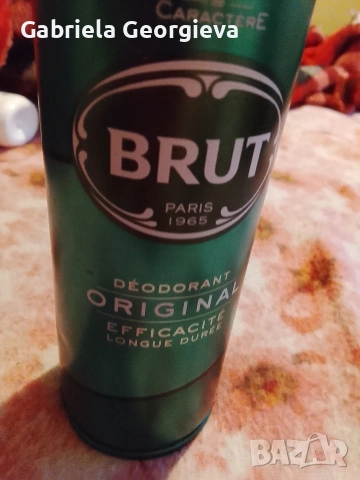 Gabriela Georgieva
CARACTÈRE
BRUT
PARIS
1965
DÉODORANT
ORIGINAL
EFFICACITÉ
LONGUE DURÉE
BAZAR